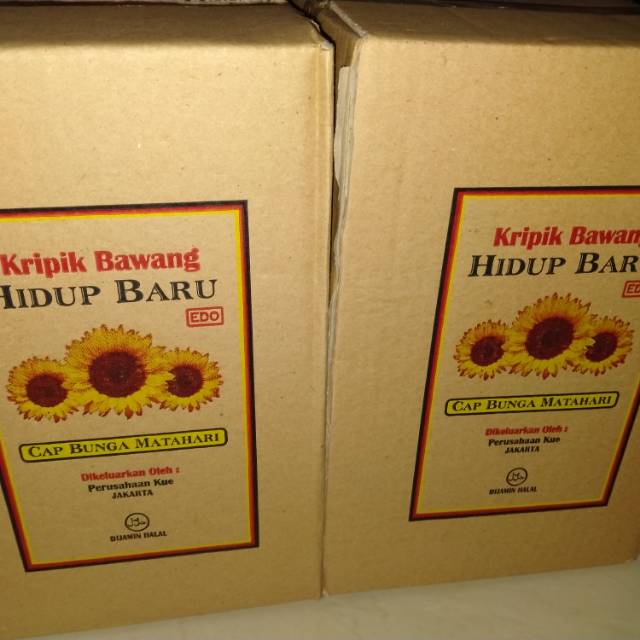 Kripik Bawang
HIDUP BARU
EDO
CAP BUNGA MATAHARI
Dikeluarkan Oleh :
Perusahaan Kue
JAKARTA
DIJAMIN HALAL
Kripik Bawang
HIDUP BARU
CAP BUNGA MATAHARI
Dikeluarkan Oleh :
Perusahaan Kue
JAKARTA
DIJAMIN HALAL